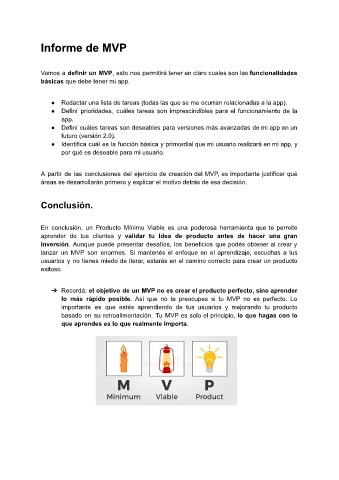 Informe de MVP
Vamos a definir un MVP, esto nos permitirá tener en claro cuales son las funcionalidades
básicas que debe tener mi app.
● Redactar una lista de tareas (todas las que se me ocurran relacionadas a la app).
● Definí prioridades, cuáles tareas son imprescindibles para el funcionamiento de la
app.
● Definí cuáles tareas son deseables para versiones más avanzadas de mi app en un
futuro (versión 2.0).
● Identifica cuál es la función básica y primordial que mi usuario realizará en mi app, y
por qué es deseable para mi usuario.
A partir de las conclusiones del ejercicio de creación del MVP, es importante justificar qué
áreas se desarrollarán primero y explicar el motivo detrás de esa decisión.
Conclusión.
En conclusión, un Producto Mínimo Viable es una poderosa herramienta que te permite
aprender de tus clientes y validar tu idea de producto antes de hacer una gran
inversión. Aunque puede presentar desafíos, los beneficios que podés obtener al crear y
lanzar un MVP son enormes. Si mantenés el enfoque en el aprendizaje, escuchas a tus
usuarios y no tienes miedo de iterar, estarás en el camino correcto para crear un producto
exitoso.
➔ Recordá: el objetivo de un MVP no es crear el producto perfecto, sino aprender
lo más rápido posible. Así que no te preocupes si tu MVP no es perfecto. Lo
importante es que estés aprendiendo de tus usuarios y mejorando tu producto
basado en su retroalimentación. Tu MVP es solo el principio, lo que hagas con lo
que aprendes es lo que realmente importa.
M V P
Minimum Viable Product